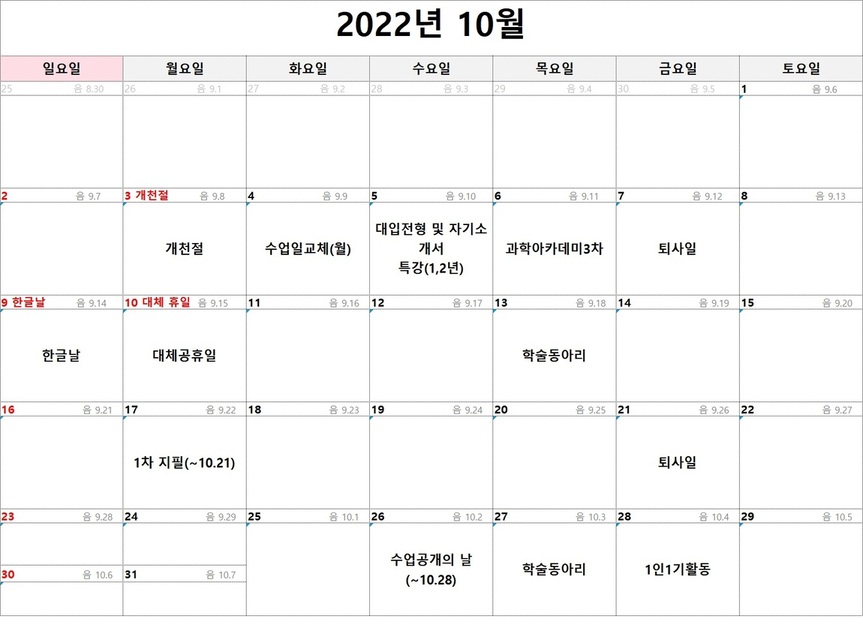 2022년 10월
일요일 월요일 화요일 수요일 목요일 금요일 토요일
25 음 8.30 26 음 9.1 27 음 9.2 28 음 9.3 29 음 9.4 30 음 9.5 1 음 9.6
2 음 9.7 3 개천절 음 9.8 4 음 9.9 5 음 9.10 6 음 9.11 7 음 9.12 8 음 9.13
개천절
수업일교체(월)
대입전형 및 자기소
개서
특강(1,2년)
과학아카데미3차
퇴사일
9 한글날 음 9.14 10 대체 휴일 음 9.15 11 음 9.16 12 음 9.17 13 음 9.18 14 음 9.19 15 음 9.20
한글날 대체공휴일 학술동아리
16 음 9.21 17 음 9.22 18 음 9.23 19 음 9.24 20 음 9.25 21 음 9.26 22 음 9.27
1차 지필(~10.21) 퇴사일
23 음 9.28 24 음 9.29 25 음 10.1 26 음 10.2 27 음 10.3 28 음 10.4 29 음 10.5
수업공개의 날
(~10.28)
학술동아리
1인1기활동
30 음 10.6 31 음 10.7